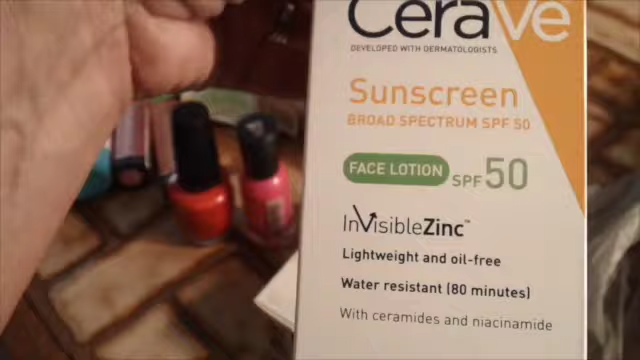 CeraVe
DEVELOPED WITH DERMATOLOGISTS
Sunscreen
BROAD SPECTRUM SPF 50
FACE LOTION SPF 50
InVisibleZinc™
Lightweight and oil-free
Water resistant (80 minutes)
With ceramides and niacinamide